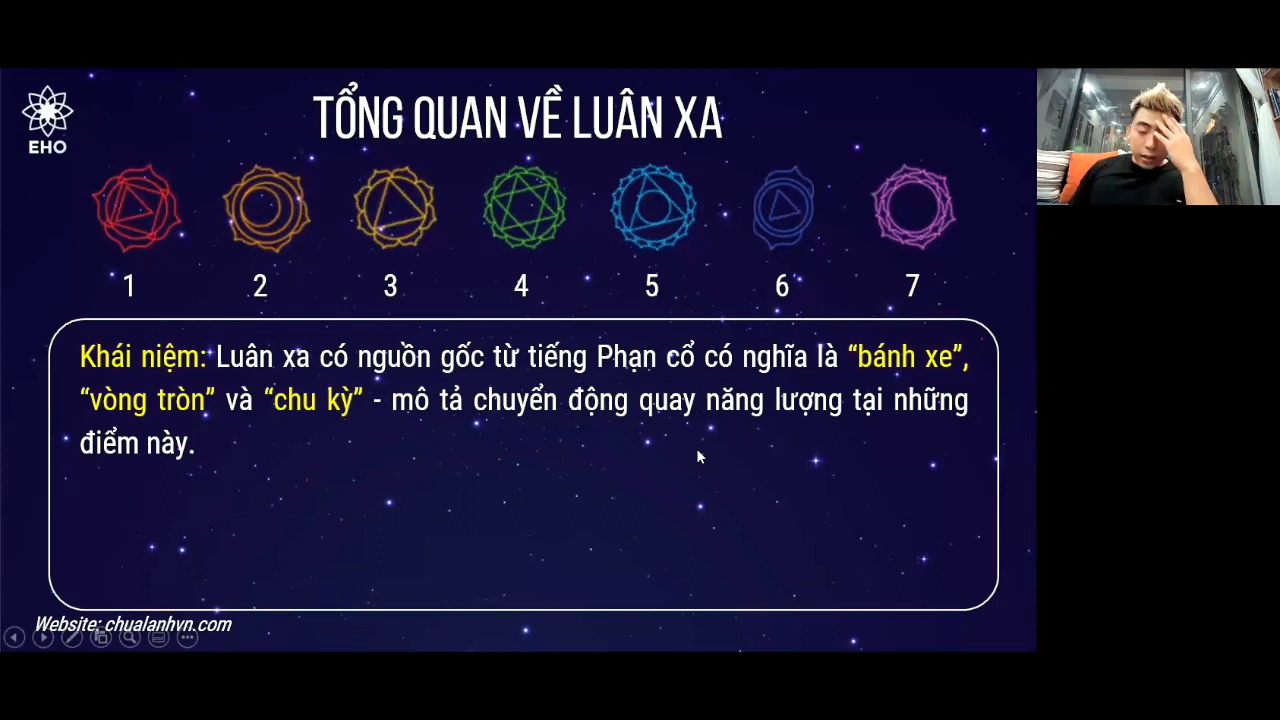 TỔNG QUAN VỀ LUÂN XA
EHO
1 2 3 4 5 6 7
Khái niệm: Luân xa có nguồn gốc từ tiếng Phạn cổ có nghĩa là “bánh xe”,
“vòng tròn” và “chu kỳ” - mô tả chuyển động quay năng lượng tại những
điểm này.
Website: chualanhvn.com